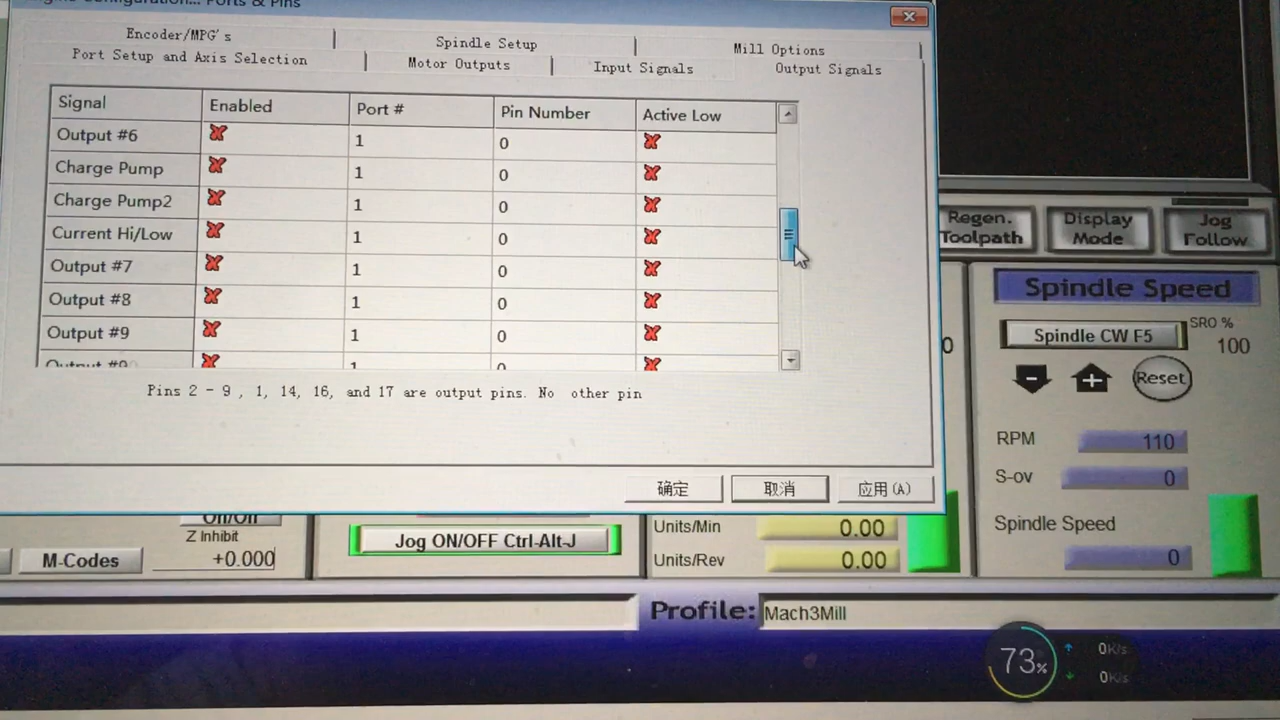 Ports & Pins
Encoder/MPG's
Spindle Setup
Mill Options
Port Setup and Axis Selection
Motor Outputs
Input Signals
Output Signals
Signal Enabled Port # Pin Number Active Low
Output #6 1 0
Charge Pump 1 0
Charge Pump2 1 0
Current Hi/Low 1 0
Output #7 1 0
Output #8 1 0
Output #9 1 0
Pins 2 - 9 , 1, 14, 16, and 17 are output pins. No other pin
确定
取消
应用(A)
Regen. Toolpath
Display Mode
Jog Follow
Spindle Speed
Spindle CW F5
SRO %
100
0
Reset
RPM 110
S-ov 0
Spindle Speed
0
On/Off
Z Inhibit
+0.000
M-Codes
Jog ON/OFF Ctrl-Alt-J
Units/Min 0.00
Units/Rev 0.00
Profile: Mach3Mill
73%
0K/s
0K/s